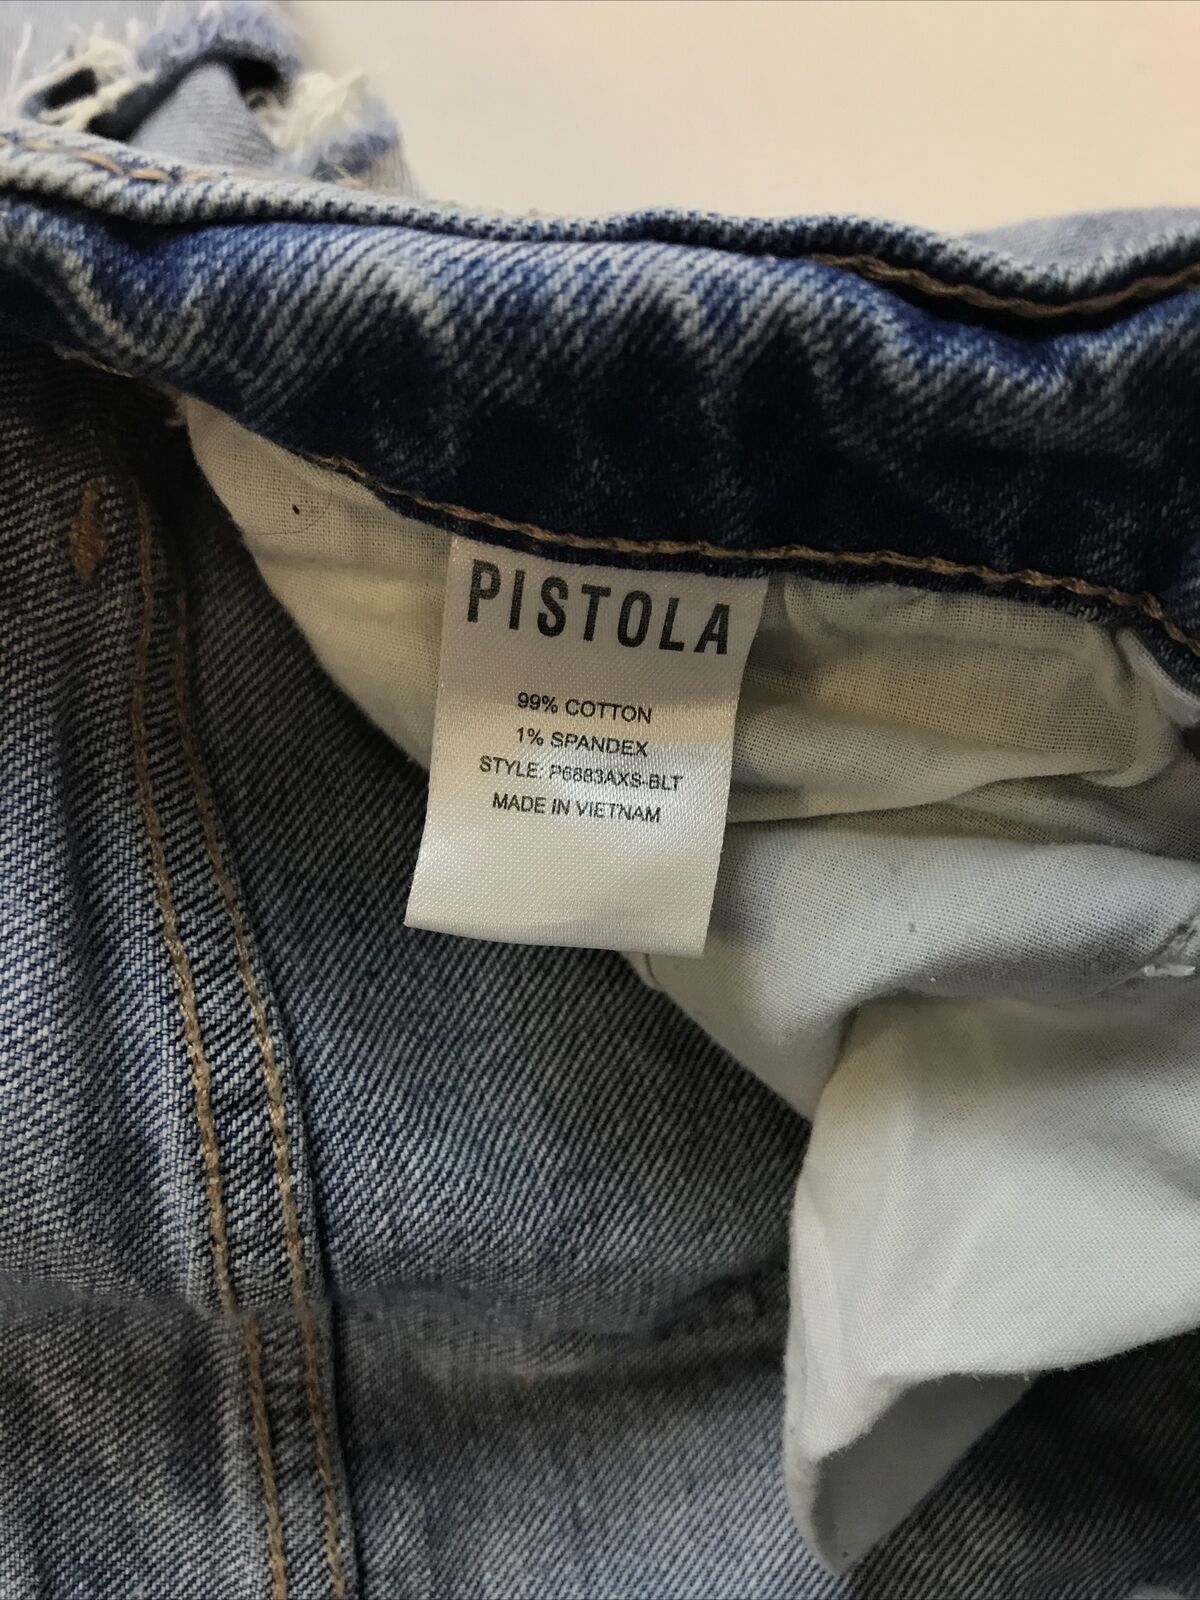 PISTOLA
99% COTTON
1% SPANDEX
STYLE: P6883AXS-BLT
MADE IN VIETNAM